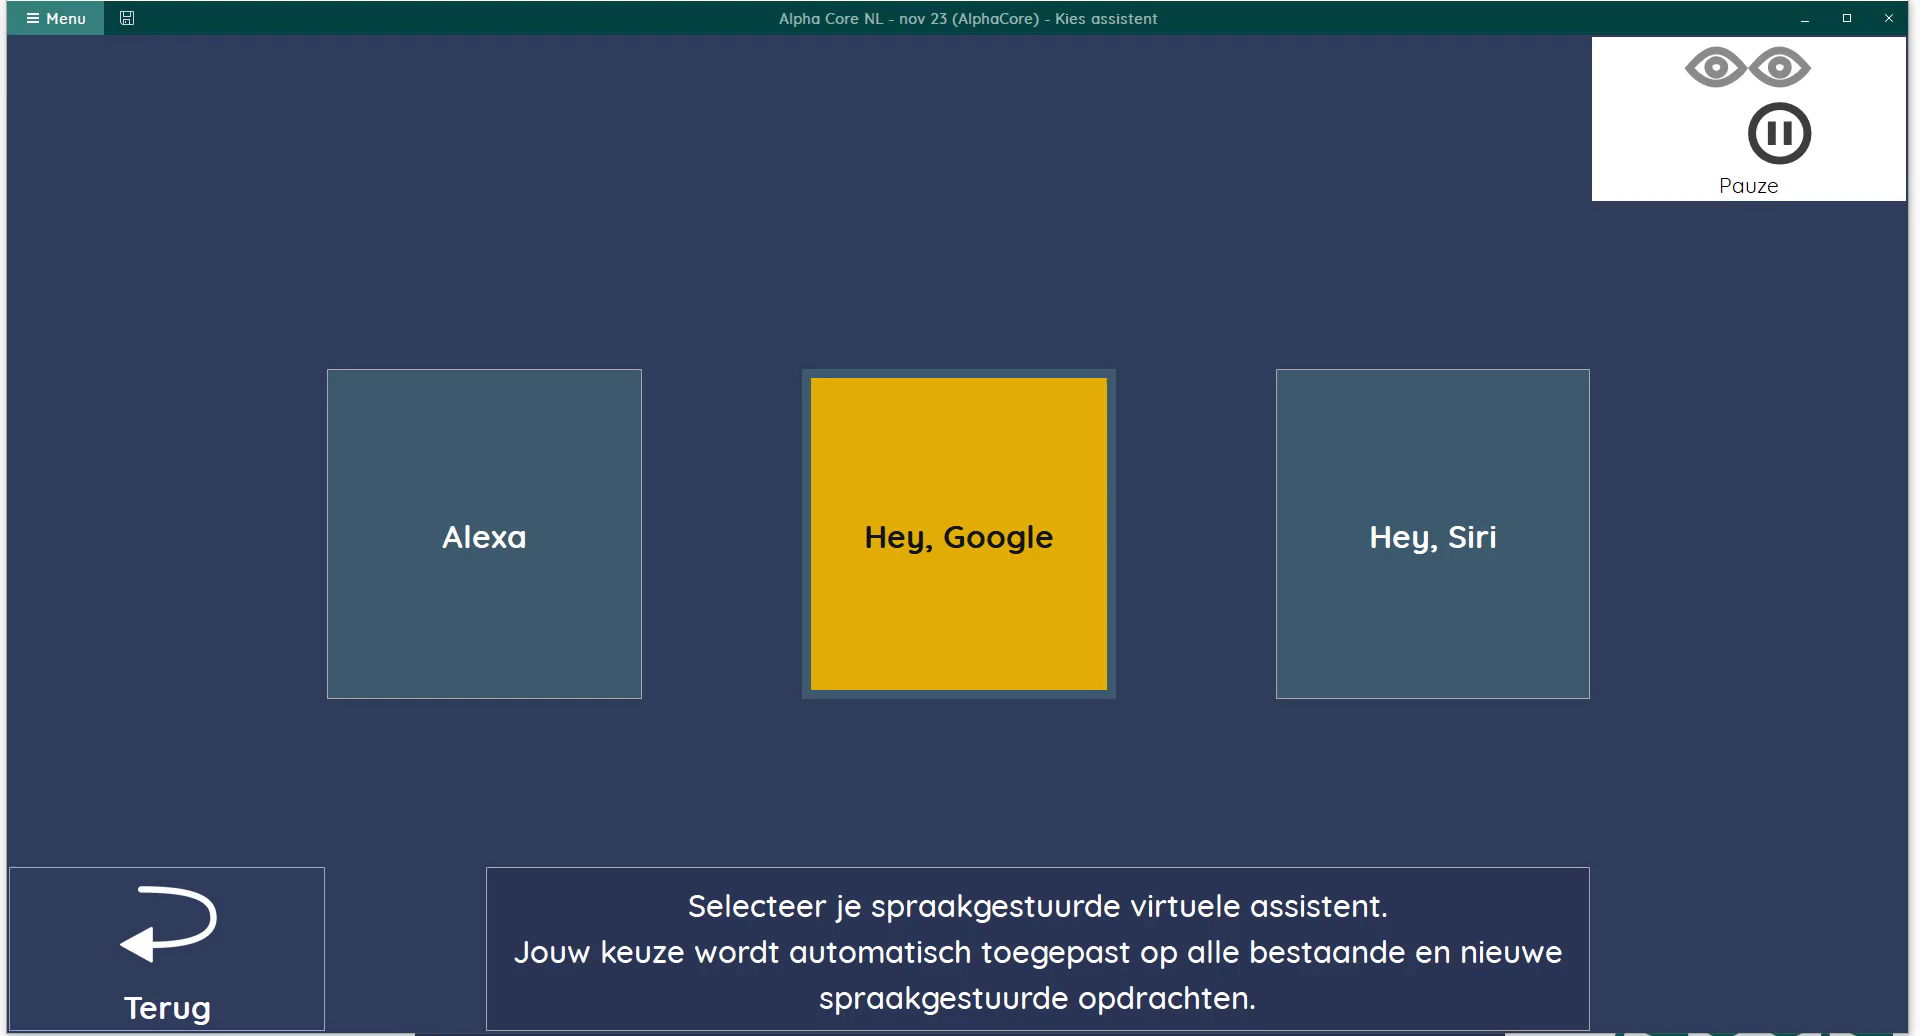 Menu
Alpha Core NL - nov 23 (AlphaCore) - Kies assistent
Pauze
Alexa
Hey, Google
Hey, Siri
Terug
Selecteer je spraakgestuurde virtuele assistent.
Jouw keuze wordt automatisch toegepast op alle bestaande en nieuwe
spraakgestuurde opdrachten.